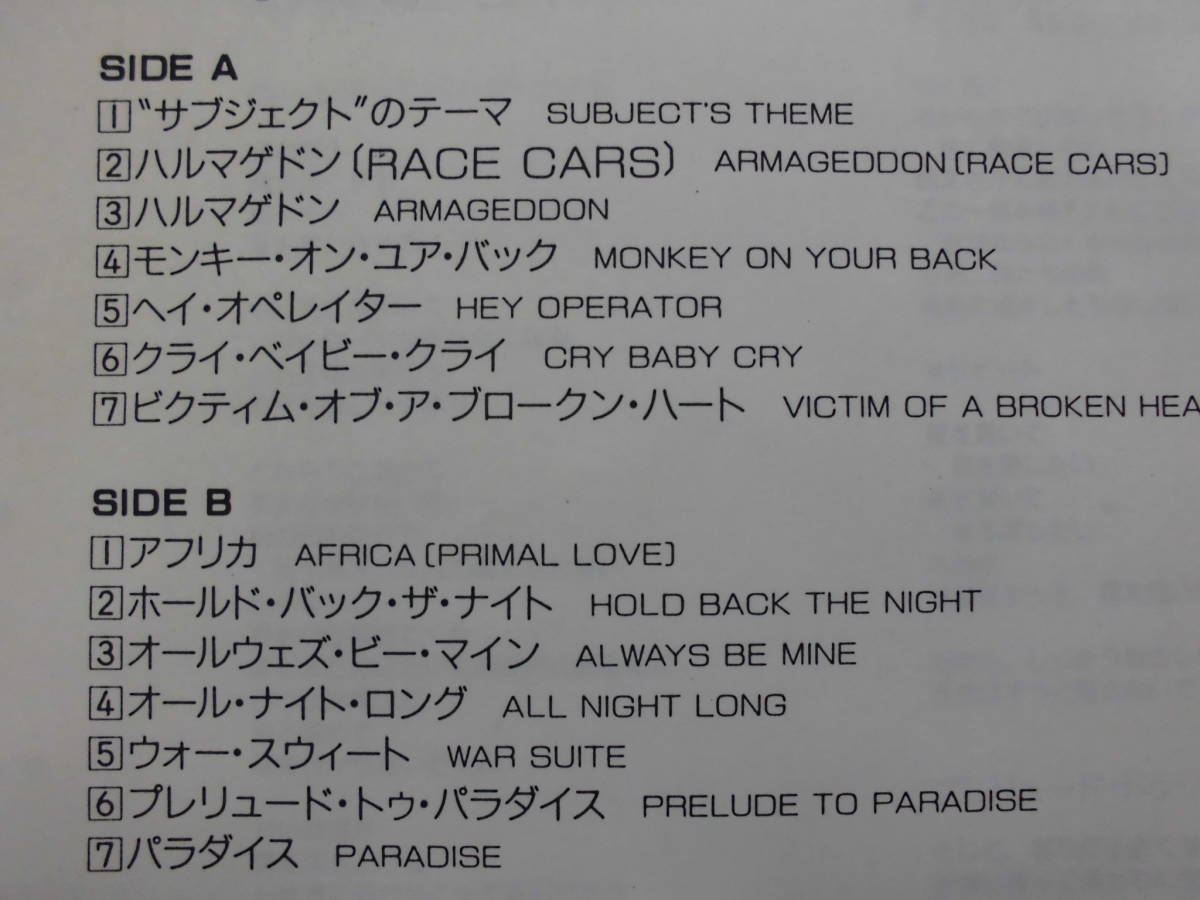 SIDE A
1 “サブジェクト”のテーマ SUBJECT'S THEME
2 ハルマゲドン(RACE CARS) ARMAGEDDON(RACE CARS)
3 ハルマゲドン ARMAGEDDON
4 モンキー・オン・ユア・バック MONKEY ON YOUR BACK
5 ヘイ・オペレイター HEY OPERATOR
6 クライ・ベイビー・クライ CRY BABY CRY
7 ビクティム・オブ・ア・ブロークン・ハート VICTIM OF A BROKEN HEA
SIDE B
1 アフリカ AFRICA(PRIMAL LOVE)
2 ホールド・バック・ザ・ナイト HOLD BACK THE NIGHT
3 オールウェズ・ビー・マイン ALWAYS BE MINE
4 オール・ナイト・ロング ALL NIGHT LONG
5 ウォー・スウィート WAR SUITE
6 プレリュード・トゥ・パラダイス PRELUDE TO PARADISE
7 パラダイス PARADISE